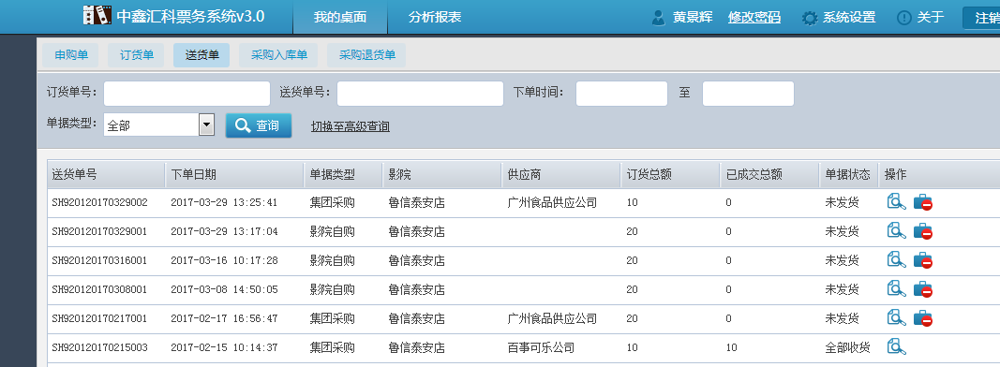 中鑫汇科票务系统v3.0 我的桌面 分析报表 黄景辉 修改密码 系统设置 关于 注销
申购单 订货单 送货单 采购入库单 采购退货单
订货单号: 送货单号: 下单时间: 至
单据类型: 全部 查询 切换至高级查询
送货单号 下单日期 单据类型 影院 供应商 订货总额 已成交总额 单据状态 操作
SH920120170329002 2017-03-29 13:25:41 集团采购 鲁信泰安店 广州食品供应公司 10 0 未发货
SH920120170329001 2017-03-29 13:17:04 影院自购 鲁信泰安店 20 0 未发货
SH920120170316001 2017-03-16 10:17:28 影院自购 鲁信泰安店 20 0 未发货
SH920120170308001 2017-03-08 14:50:05 影院自购 鲁信泰安店 20 0 未发货
SH920120170217001 2017-02-17 16:56:47 集团采购 鲁信泰安店 广州食品供应公司 20 0 未发货
SH920120170215003 2017-02-15 10:14:37 集团采购 鲁信泰安店 百事可乐公司 10 10 全部收货